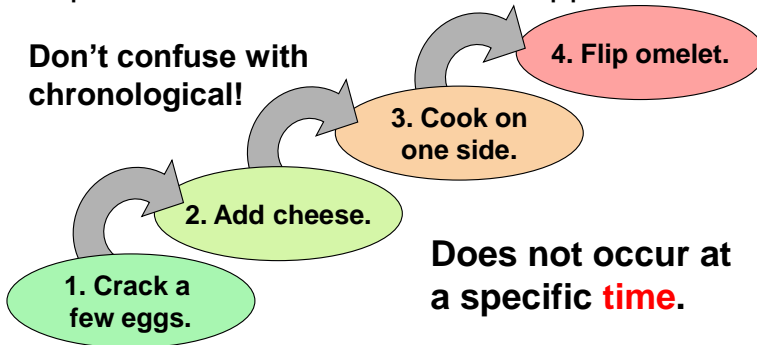 Don't confuse with
chronological!
4. Flip omelet.
3. Cook on
one side.
2. Add cheese.
Does not occur at
a specific time.
1. Crack a
few eggs.